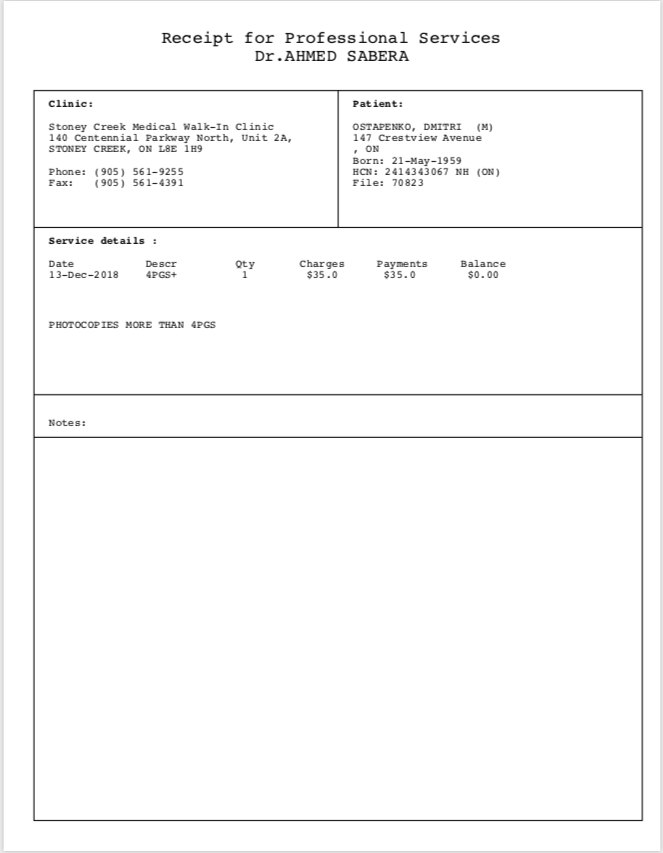 Receipt for Professional Services
Dr.AHMED SABERA
Clinic:
Stoney Creek Medical Walk-In Clinic
140 Centennial Parkway North, Unit 2A,
STONEY CREEK, ON L8E 1H9
Phone: (905) 561-9255
Fax: (905) 561-4391
Patient:
OSTAPENKO, DMITRI (M)
147 Crestview Avenue
, ON
Born: 21-May-1959
HCN: 2414343067 NH (ON)
File: 70823
Service details :
Date Descr Qty Charges Payments Balance
13-Dec-2018 4PGS+ 1 $35.0 $35.0 $0.00
PHOTOCOPIES MORE THAN 4PGS
Notes: